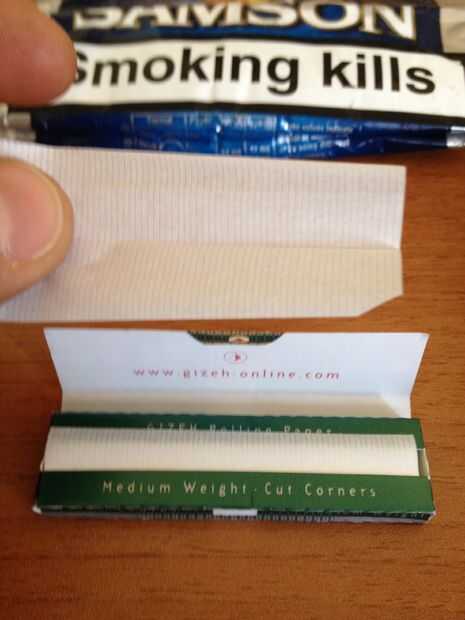 SAMSON
Smoking kills
www.gizeh-online.com
GIZEH Rolling Paper
Medium Weight · Cut Corners